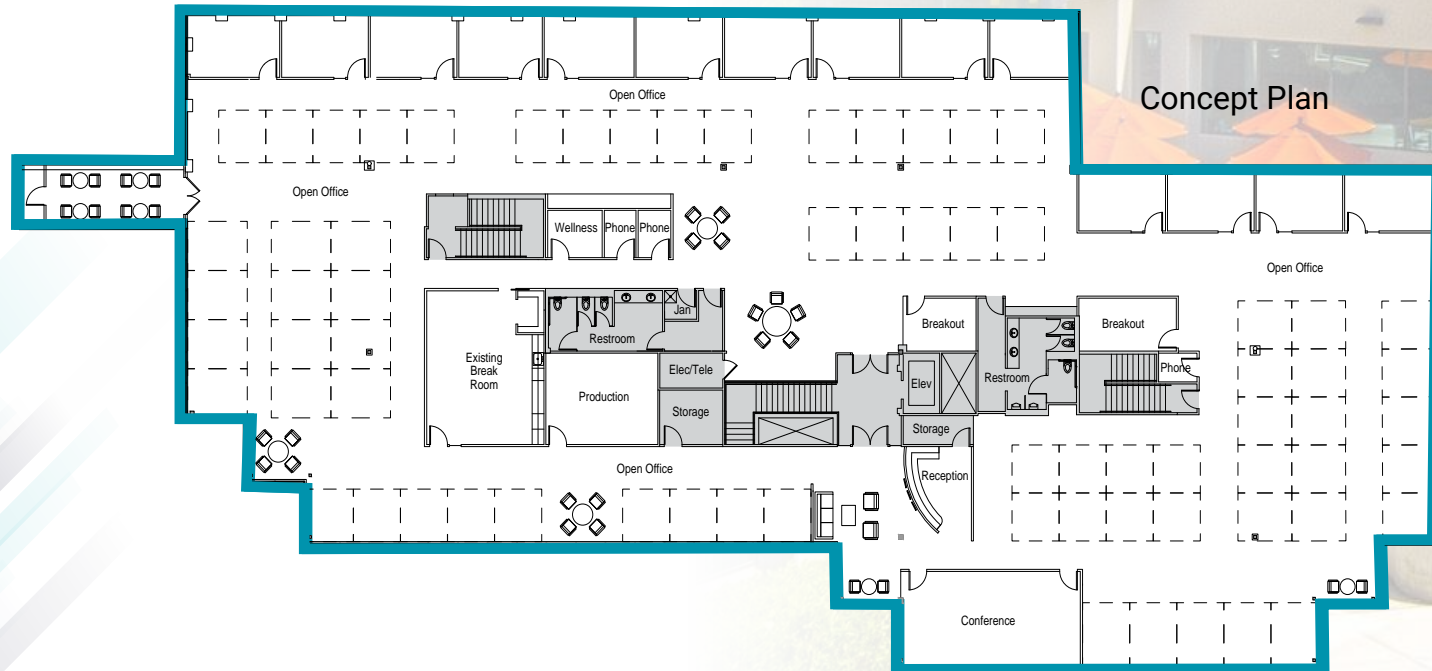 Open Office
Concept Plan
Open Office
Wellness
Phone
Phone
Open Office
Jan
Restroom
Breakout
Breakout
Existing
Break
Room
Elec/Tele
Elev
Restroom
Phone
Production
Storage
Storage
Open Office
Reception
Conference